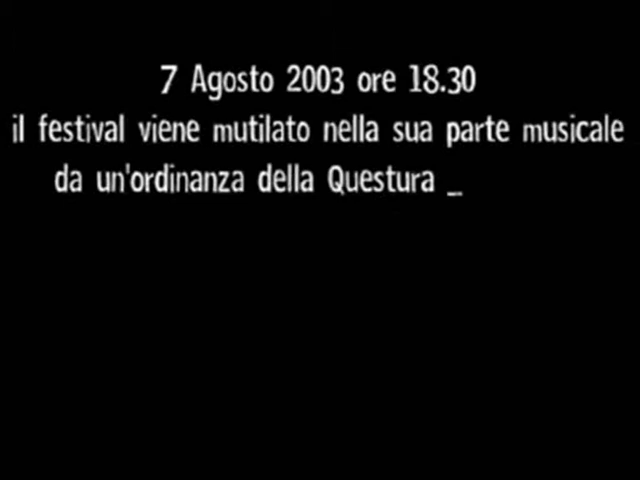 7 Agosto 2003 ore 18.30
il festival viene mutilato nella sua parte musicale
da un'ordinanza della Questura _